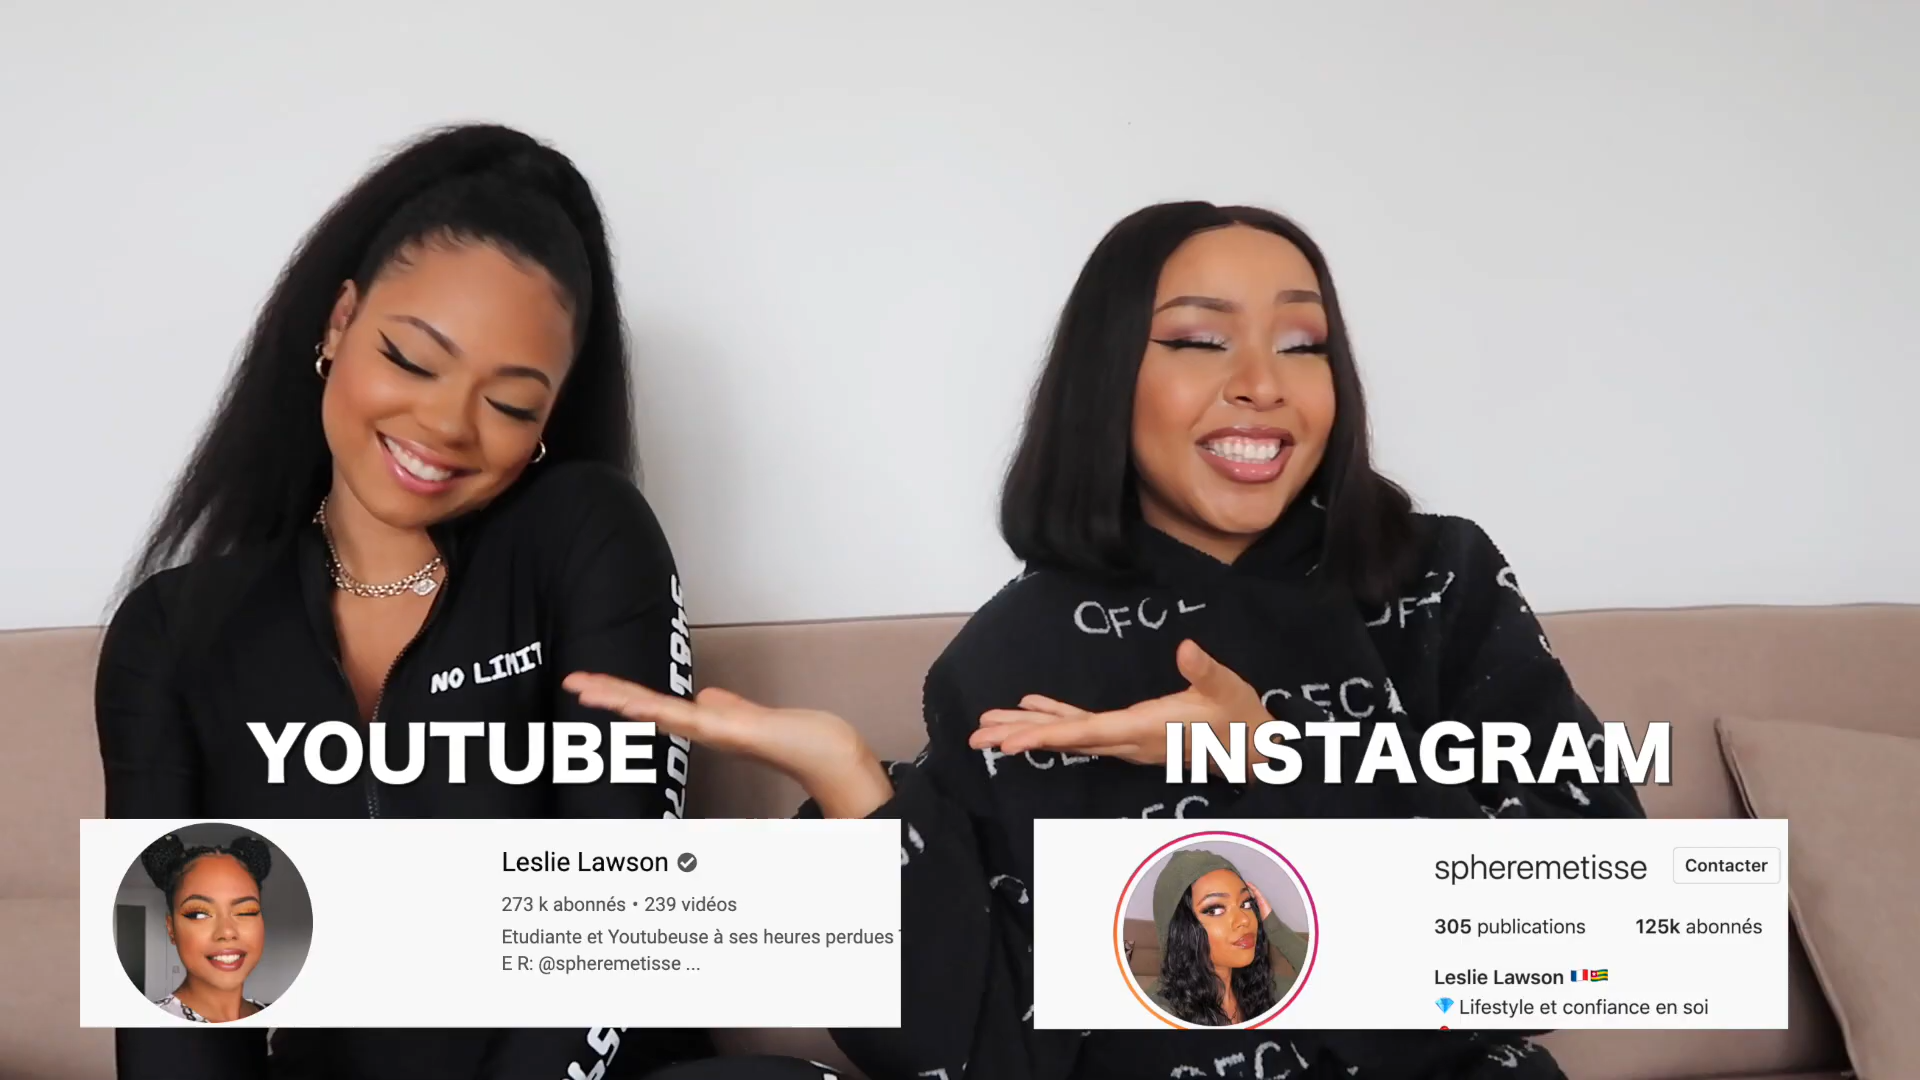 NO LIMIT
YOUTUBE
INSTAGRAM
Leslie Lawson
273 k abonnés • 239 vidéos
Etudiante et Youtubeuse à ses heures perdues
E R: @spheremetisse ...
spheremetisse
Contacter
305 publications 125k abonnés
Leslie Lawson 🇫🇷🇹🇬
💎 Lifestyle et confiance en soi